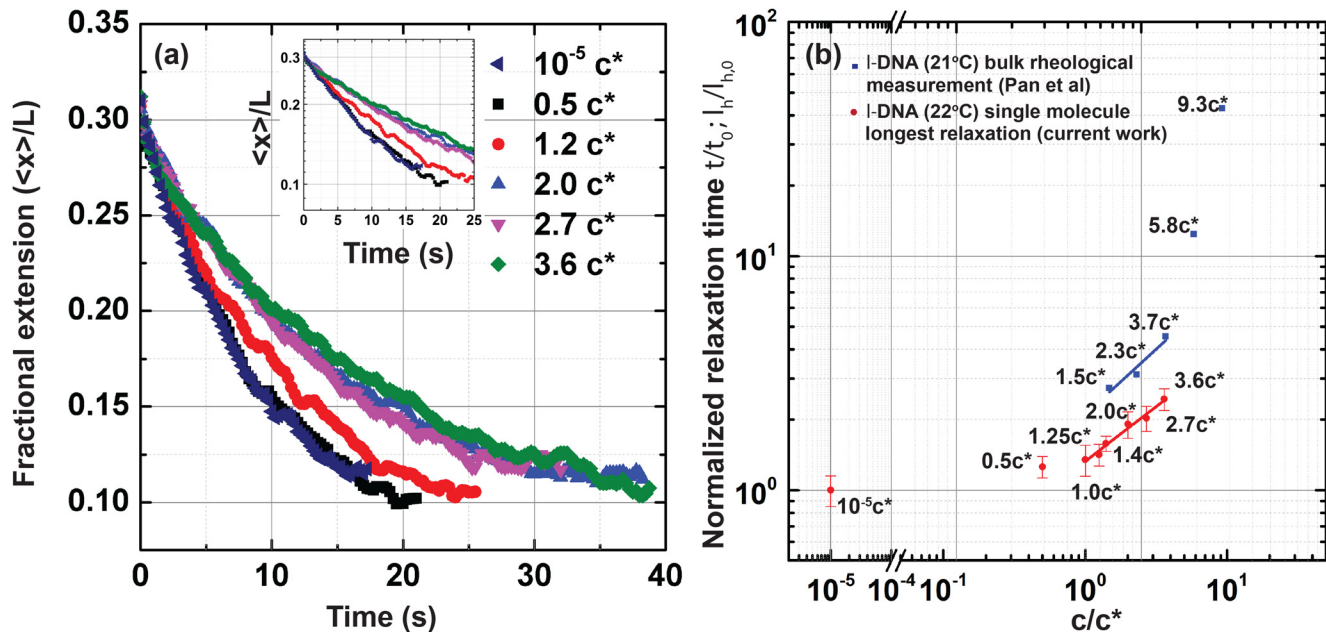 (a)
Fractional extension (<x>/L)
0.35
0.30
0.25
0.20
0.15
0.10
0
10
20
30
40
Time (s)
<x>/L
0.3
0.2
0.1
0
5
10
15
20
25
Time (s)
10⁻⁵ c*
0.5 c*
1.2 c*
2.0 c*
2.7 c*
3.6 c*
(b)
Normalized relaxation time t/t₀ ; lₕ/lₕ,₀
10²
10¹
10⁰
l-DNA (21°C) bulk rheological
measurement (Pan et al)
l-DNA (22°C) single molecule
longest relaxation (current work)
9.3c*
5.8c*
3.7c*
2.3c*
1.5c*
3.6c*
2.0c*
2.7c*
1.25c*
1.4c*
0.5c*
1.0c*
10⁻⁵c*
10⁻⁵
10⁻⁴
10⁻¹
10⁰
10¹
c/c*